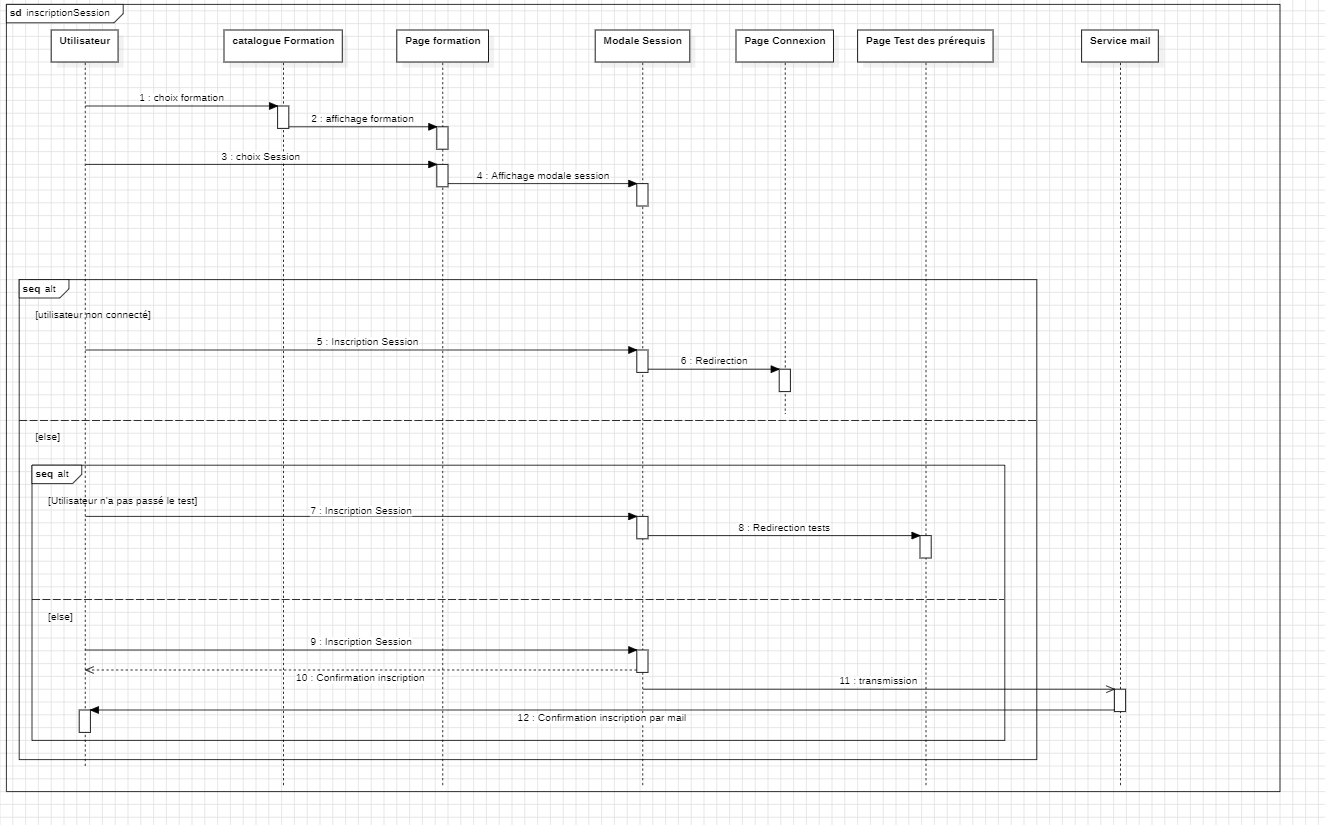 sd inscriptionSession
Utilisateur
catalogue Formation
Page formation
Modale Session
Page Connexion
Page Test des prérequis
Service mail
1 : choix formation
2 : affichage formation
3 : choix Session
4 : Affichage modale session
seq alt
[utilisateur non connecté]
5 : Inscription Session
6 : Redirection
[else]
seq alt
[Utilisateur n'a pas passé le test]
7 : Inscription Session
8 : Redirection tests
[else]
9 : Inscription Session
10 : Confirmation inscription
11 : transmission
12 : Confirmation inscription par mail